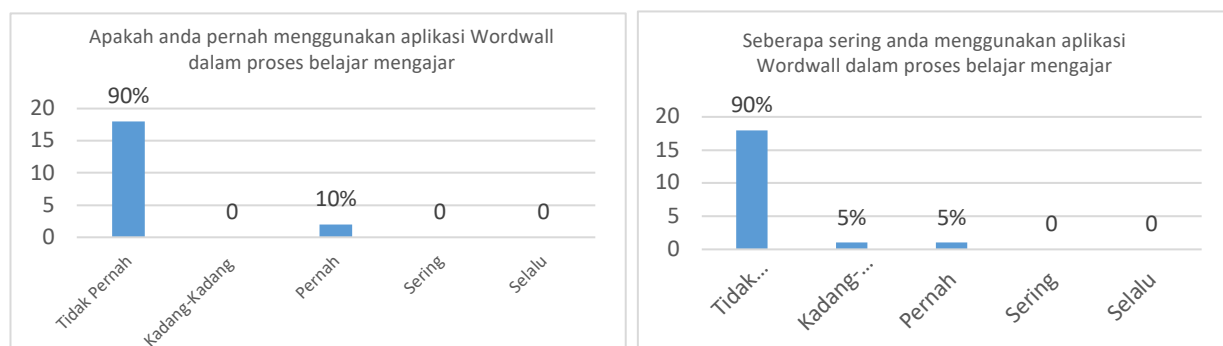 Apakah anda pernah menggunakan aplikasi Wordwall
dalam proses belajar mengajar
90%
20
15
10
5
0
0
10%
0
0
Tidak Pernah
Kadang-Kadang
Pernah
Sering
Selalu
Seberapa sering anda menggunakan aplikasi
Wordwall dalam proses belajar mengajar
90%
20
15
10
5
0
5%
5%
0
0
Tidak...
Kadang-...
Pernah
Sering
Selalu